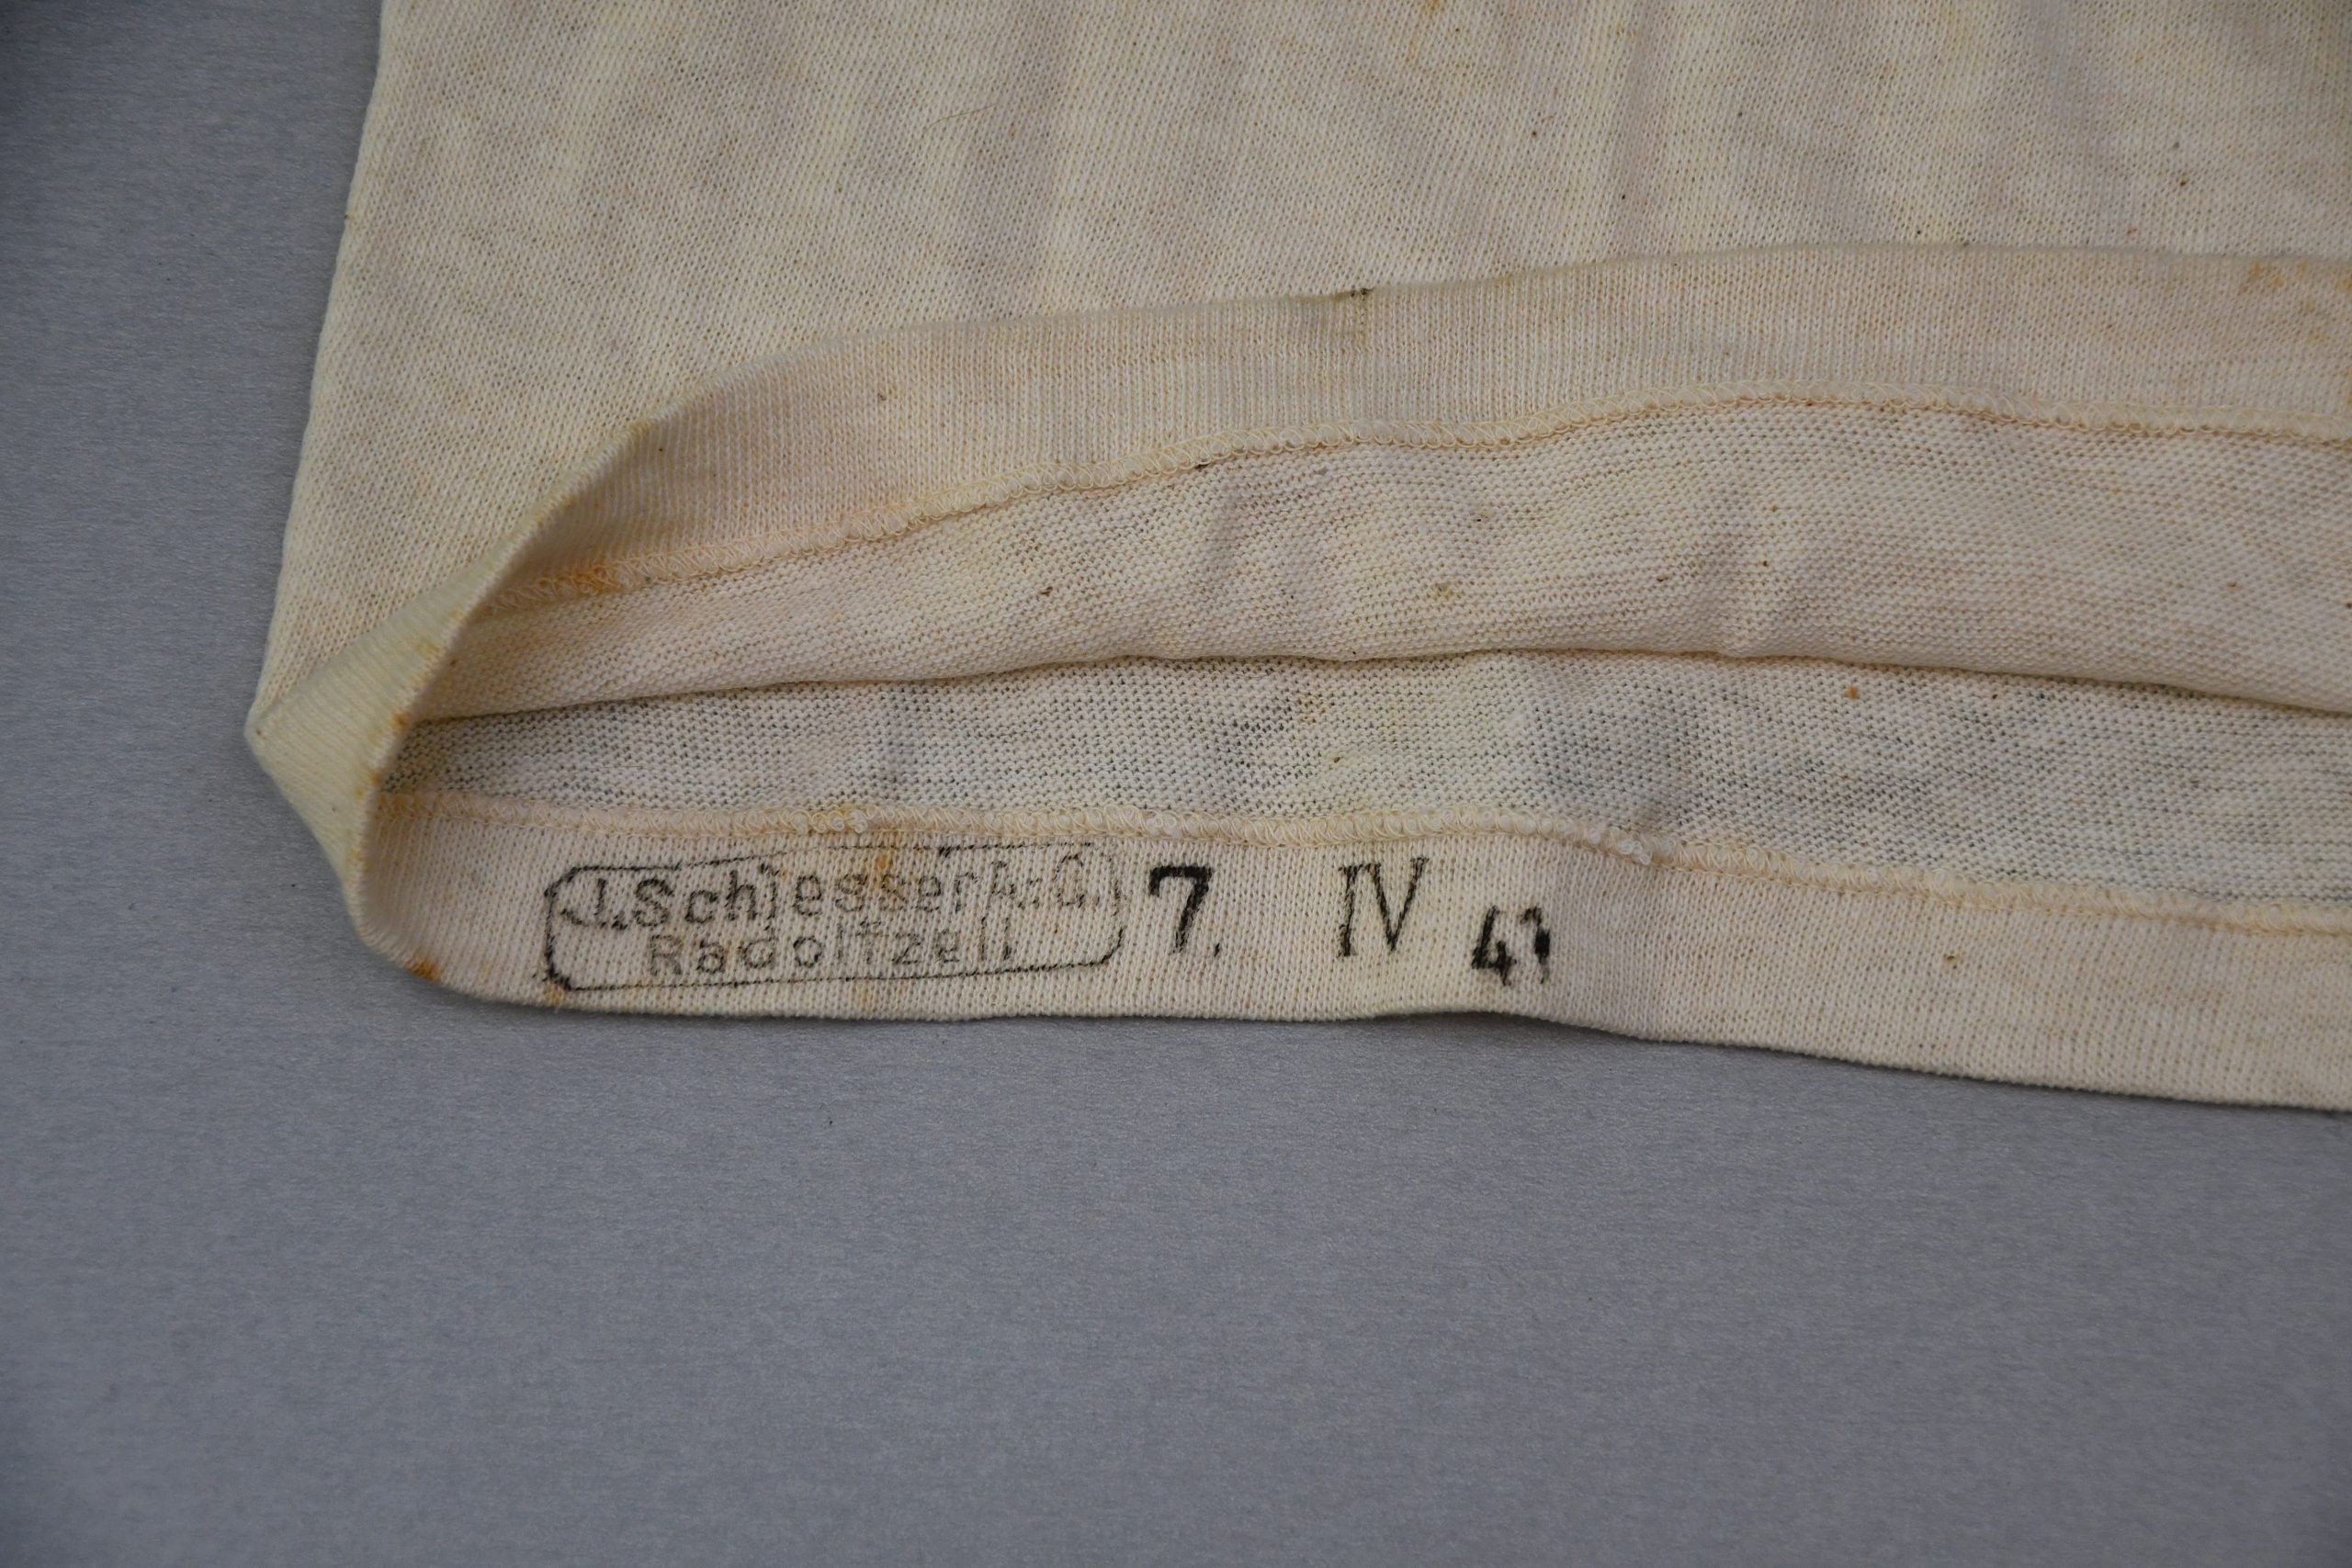 J. Schiesser A.G. 7. IV 41
Radolfzell